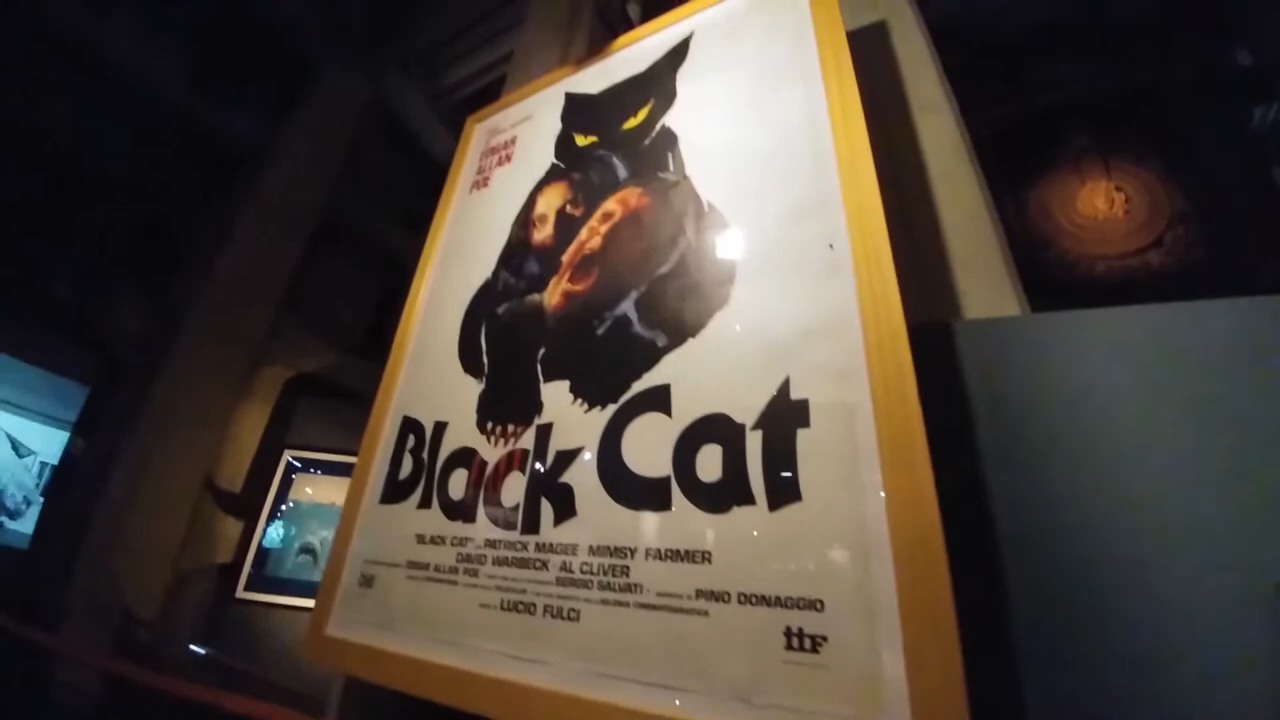 EDGAR
ALLAN
POE
Black Cat
"BLACK CAT" PATRICK MAGEE · MIMSY FARMER
DAVID WARBECK · AL CLIVER
EDGAR ALLAN POE SERGIO SALVATI · PINO DONAGGIO
LUCIO FULCI
ttF